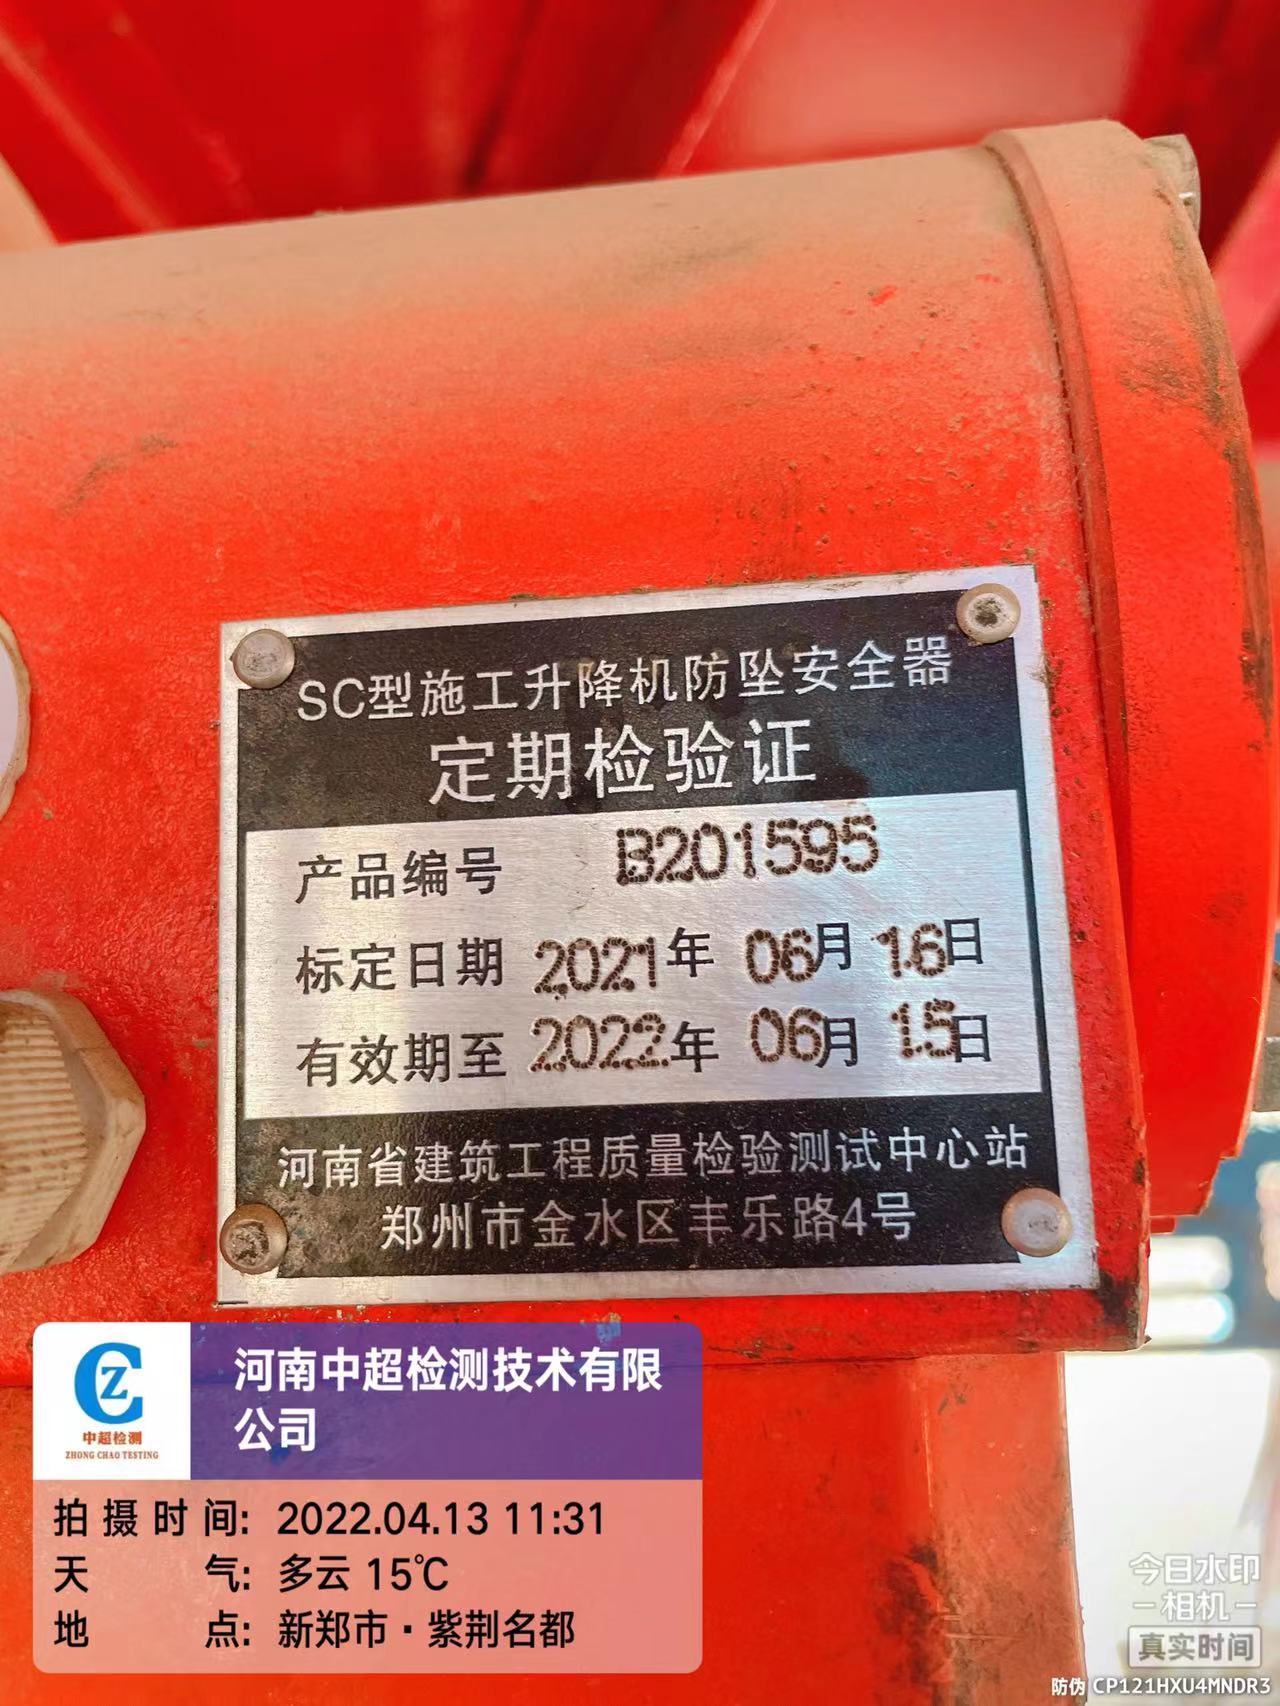 SC型施工升降机防坠安全器
定期检验证
产品编号 B201595
标定日期 2021年 06月 16日
有效期至 2022年 06月 15日
河南省建筑工程质量检验测试中心站
郑州市金水区丰乐路4号
CZ
中超检测
ZHONG CHAO TESTING
河南中超检测技术有限
公司
拍摄时间: 2022.04.13 11:31
天气: 多云 15℃
地点: 新郑市·紫荆名都
今日水印
相机
真实时间
防伪 CP121HXU4MNDR3